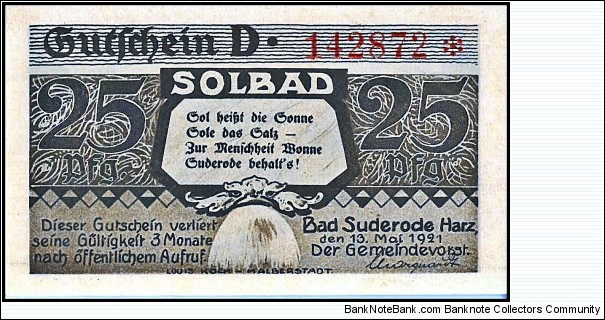 Gutschein D.
142872 *
SOLBAD
25
Pfg.
Sol heißt die Sonne
Sole das Salz –
Zur Menschheit Wonne
Suderode behalt's!
25
Pfg.
Dieser Gutschein verliert
seine Gültigkeit 3 Monate
nach öffentlichem Aufruf.
Bad Suderode Harz,
den 13. Mai 1921
Der Gemeindevorst.
LOUIS KOCH HALBERSTADT.
BankNoteBank.com / Banknote Collectors Community